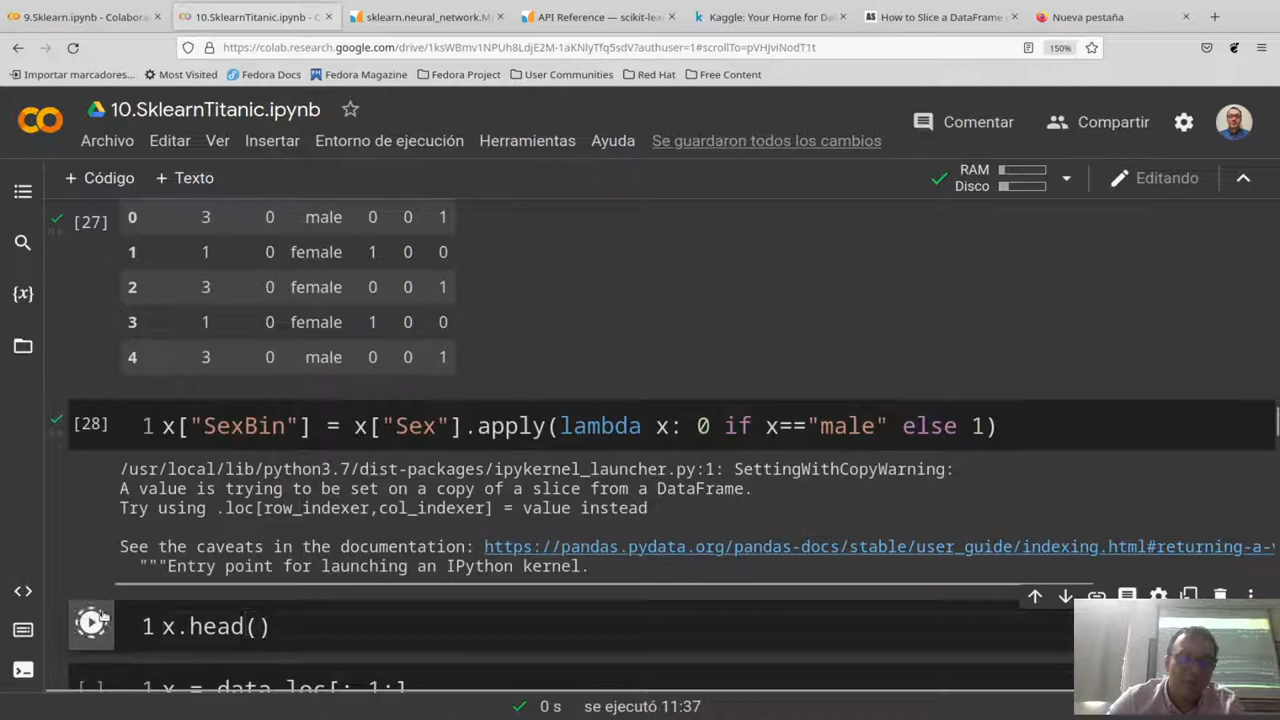 9.Sklearn.ipynb - Colabora
10.SklearnTitanic.ipynb - C
sklearn.neural_network.M
API Reference — scikit-lea
Kaggle: Your Home for Da
AS How to Slice a DataFrame
Nueva pestaña
https://colab.research.google.com/drive/1ksWBmv1NPUh8LdjE2M-1aKNlyTfq5sdV?authuser=1#scrollTo=pVHjviNodT1t
150%
Importar marcadores...
Most Visited
Fedora Docs
Fedora Magazine
Fedora Project
User Communities
Red Hat
Free Content
10.SklearnTitanic.ipynb
Comentar
Compartir
Archivo Editar Ver Insertar Entorno de ejecución Herramientas Ayuda Se guardaron todos los cambios
+ Código + Texto
RAM
Disco
Editando
[27]
0 3 0 male 0 0 1
1 1 0 female 1 0 0
2 3 0 female 0 0 1
3 1 0 female 1 0 0
4 3 0 male 0 0 1
[28] 1 x["SexBin"] = x["Sex"].apply(lambda x: 0 if x=="male" else 1)
/usr/local/lib/python3.7/dist-packages/ipykernel_launcher.py:1: SettingWithCopyWarning:
A value is trying to be set on a copy of a slice from a DataFrame.
Try using .loc[row_indexer,col_indexer] = value instead
See the caveats in the documentation: https://pandas.pydata.org/pandas-docs/stable/user_guide/indexing.html#returning-a-v
"""Entry point for launching an IPython kernel.
1 x.head()
[ ] 1 x = data.loc[:,1:]
0 s se ejecutó 11:37